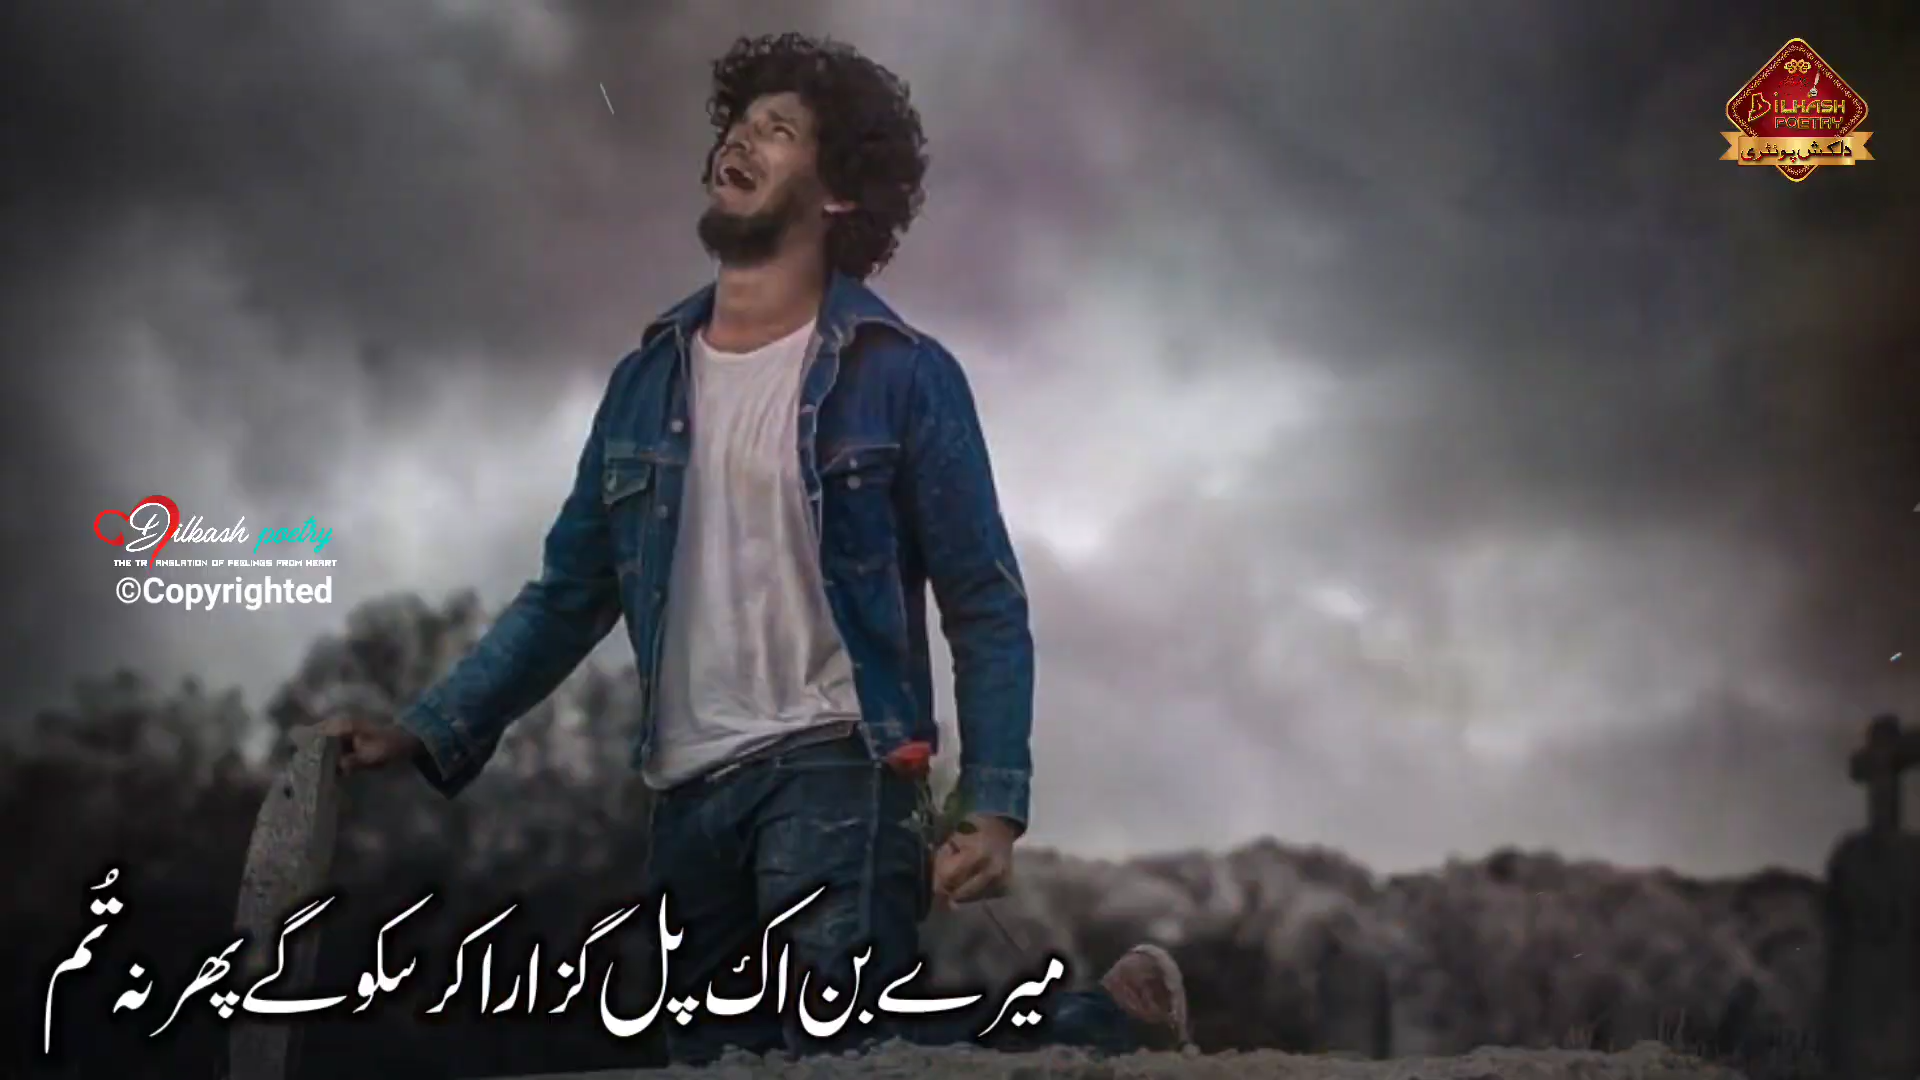 DILKASH
POETRY
دلکش پوئٹری
Dilkash poetry
THE TRANSLATION OF FEELINGS FROM HEART
©Copyrighted
میرے بن اک پل گزارا کر سکو گے پھر نہ تُم